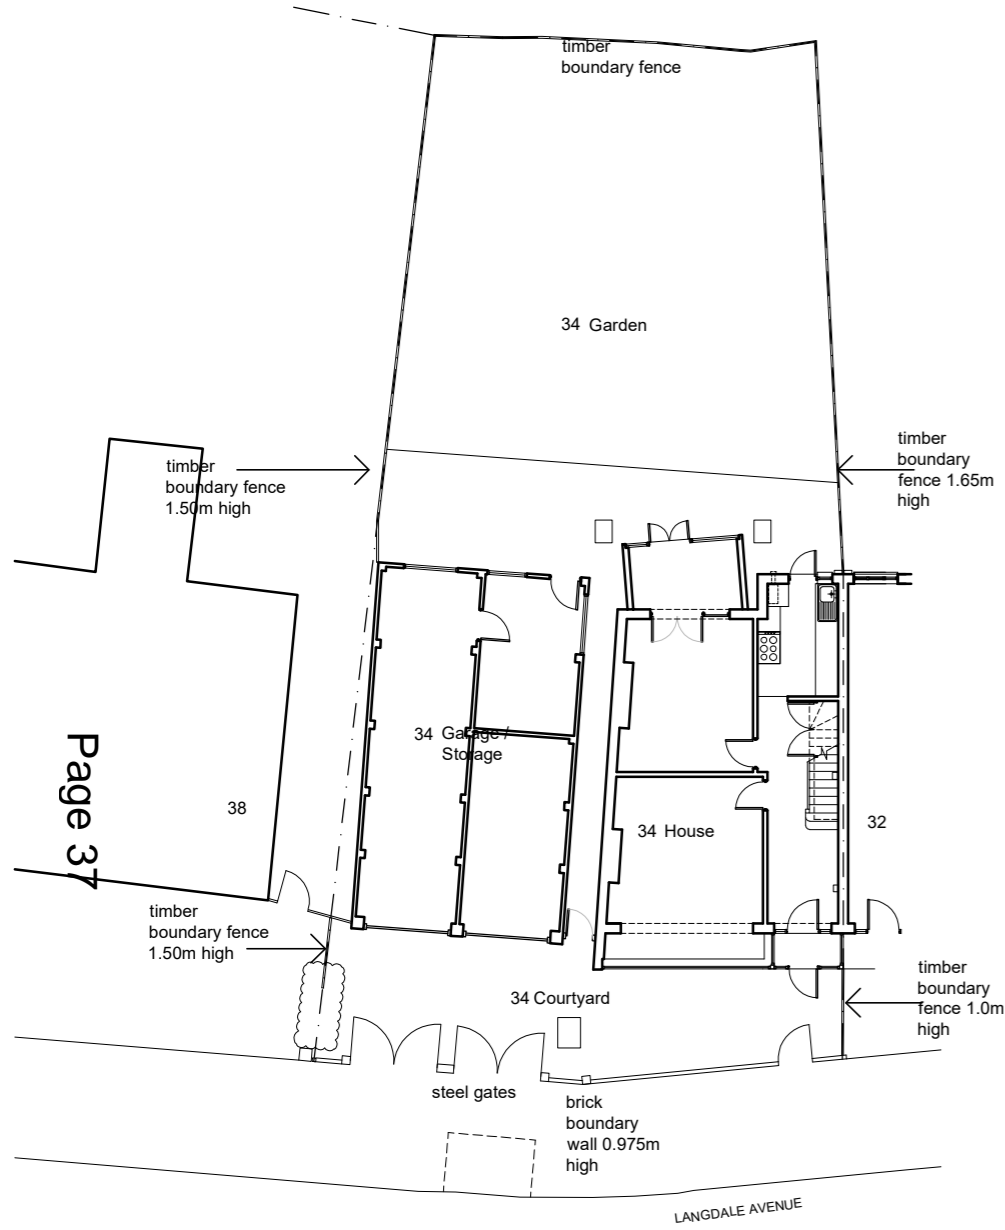 timber
boundary fence
34 Garden
timber
boundary fence
1.50m high
timber
boundary
fence 1.65m
high
34 Garage /
Storage
Page 37
38
34 House
32
timber
boundary fence
1.50m high
34 Courtyard
timber
boundary
fence 1.0m
high
steel gates
brick
boundary
wall 0.975m
high
LANGDALE AVENUE